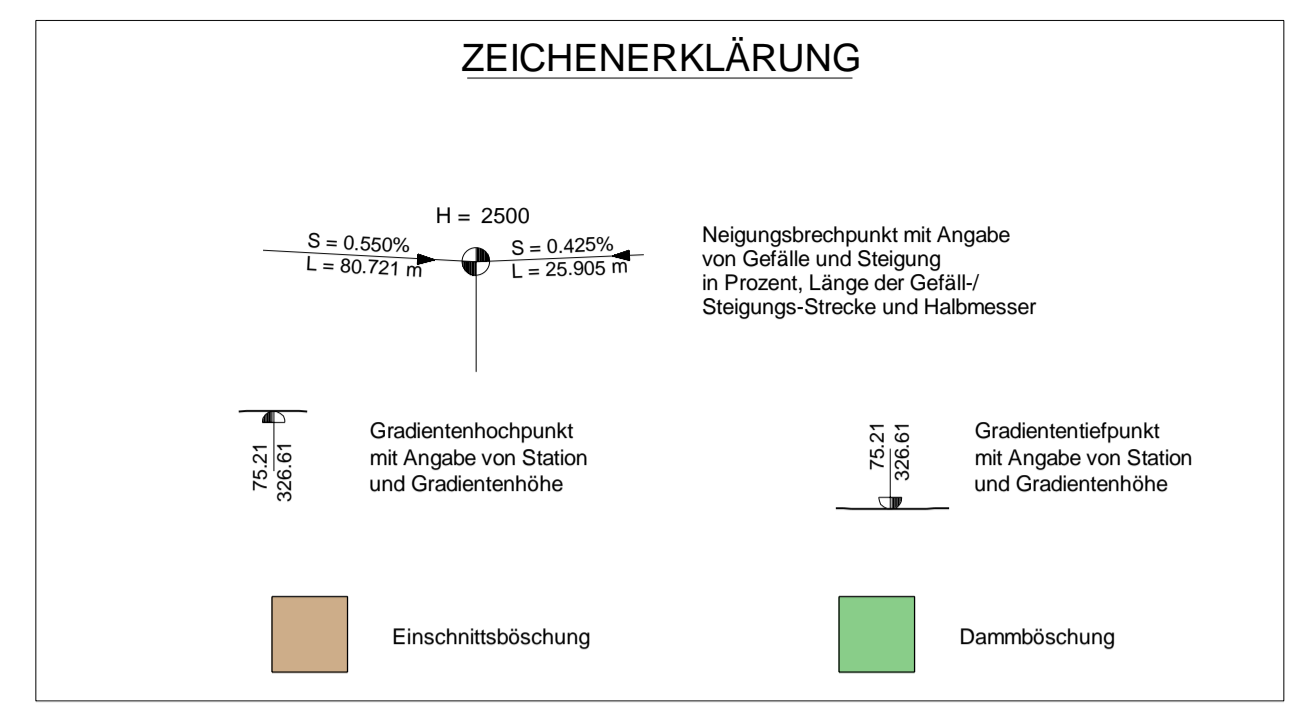 ZEICHENERKLÄRUNG
H = 2500
S = 0.550%
L = 80.721 m
S = 0.425%
L = 25.905 m
Neigungsbrechpunkt mit Angabe
von Gefälle und Steigung
in Prozent, Länge der Gefäll-/
Steigungs-Strecke und Halbmesser
75.21
326.61
Gradientenhochpunkt
mit Angabe von Station
und Gradientenhöhe
75.21
326.61
Gradiententiefpunkt
mit Angabe von Station
und Gradientenhöhe
Einschnittsböschung
Dammböschung